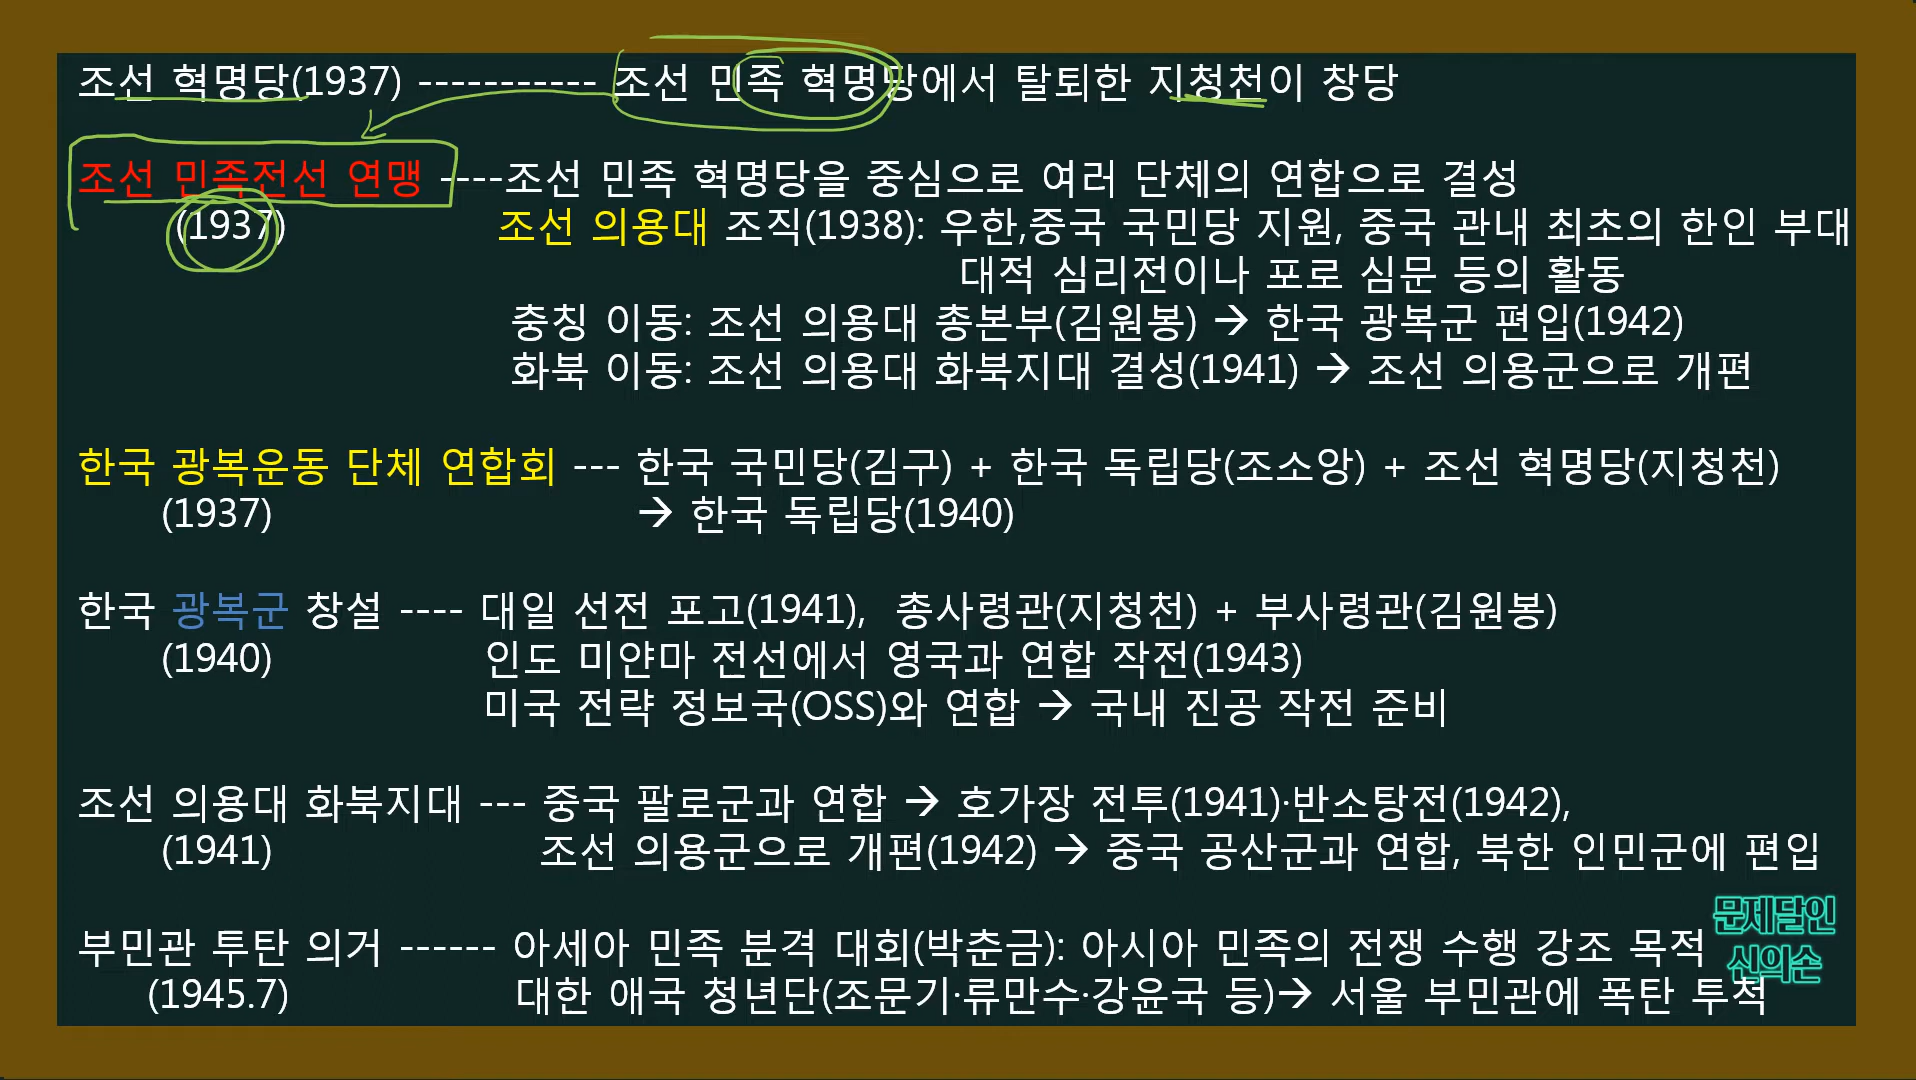 조선 혁명당(1937) ----------- 조선 민족 혁명당에서 탈퇴한 지청천이 창당
조선 민족전선 연맹 ----조선 민족 혁명당을 중심으로 여러 단체의 연합으로 결성
(1937) 조선 의용대 조직(1938): 우한,중국 국민당 지원, 중국 관내 최초의 한인 부대
대적 심리전이나 포로 심문 등의 활동
충칭 이동: 조선 의용대 총본부(김원봉) → 한국 광복군 편입(1942)
화북 이동: 조선 의용대 화북지대 결성(1941) → 조선 의용군으로 개편
한국 광복운동 단체 연합회 --- 한국 국민당(김구) + 한국 독립당(조소앙) + 조선 혁명당(지청천)
(1937) → 한국 독립당(1940)
한국 광복군 창설 ---- 대일 선전 포고(1941), 총사령관(지청천) + 부사령관(김원봉)
(1940) 인도 미얀마 전선에서 영국과 연합 작전(1943)
미국 전략 정보국(OSS)와 연합 → 국내 진공 작전 준비
조선 의용대 화북지대 --- 중국 팔로군과 연합 → 호가장 전투(1941)·반소탕전(1942),
(1941) 조선 의용군으로 개편(1942) → 중국 공산군과 연합, 북한 인민군에 편입
부민관 투탄 의거 ------ 아세아 민족 분격 대회(박춘금): 아시아 민족의 전쟁 수행 강조 목적
(1945.7) 대한 애국 청년단(조문기·류만수·강윤국 등)→ 서울 부민관에 폭탄 투척
문제달인
신의손